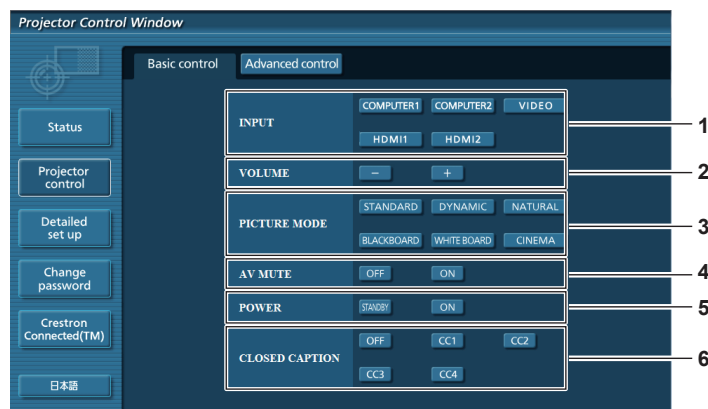 Projector Control Window
Basic control
Advanced control
Status
Projector
control
Detailed
set up
Change
password
Crestron
Connected(TM)
日本語
INPUT
COMPUTER1
COMPUTER2
VIDEO
HDMI1
HDMI2
1
VOLUME
-
+
2
PICTURE MODE
STANDARD
DYNAMIC
NATURAL
BLACKBOARD
WHITE BOARD
CINEMA
3
AV MUTE
OFF
ON
4
POWER
STANDBY
ON
5
CLOSED CAPTION
OFF
CC1
CC2
CC3
CC4
6